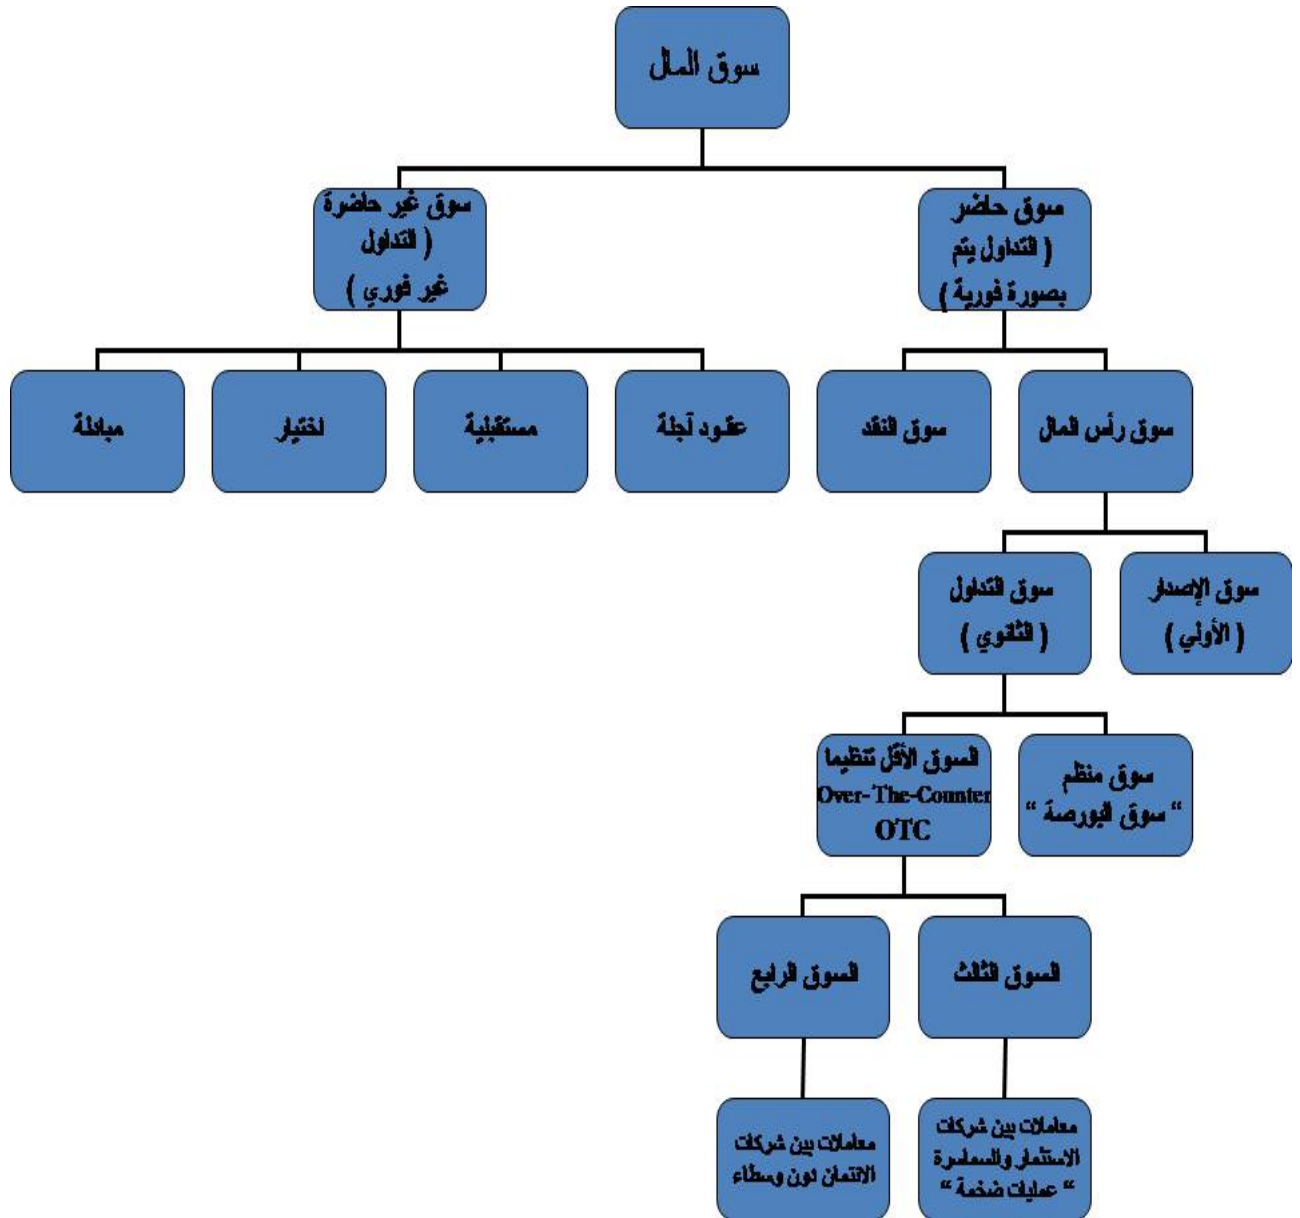 سوق المال
سوق حاضر
( التداول يتم
بصورة فورية )
سوق غير حاضرة
( التداول
غير فوري )
سوق رأس المال
سوق النقد
عقود آجلة
مستقبلية
اختيار
مبادلة
سوق الإصدار
( الأولي )
سوق التداول
( الثانوي )
سوق منظم
“ سوق البورصة “
السوق الأقل تنظيما
Over- The-Counter
OTC
السوق الثالث
السوق الرابع
معاملات بين شركات
الاستثمار والسماسرة
“ عمليات ضخمة “
معاملات بين شركات
الائتمان دون وسطاء